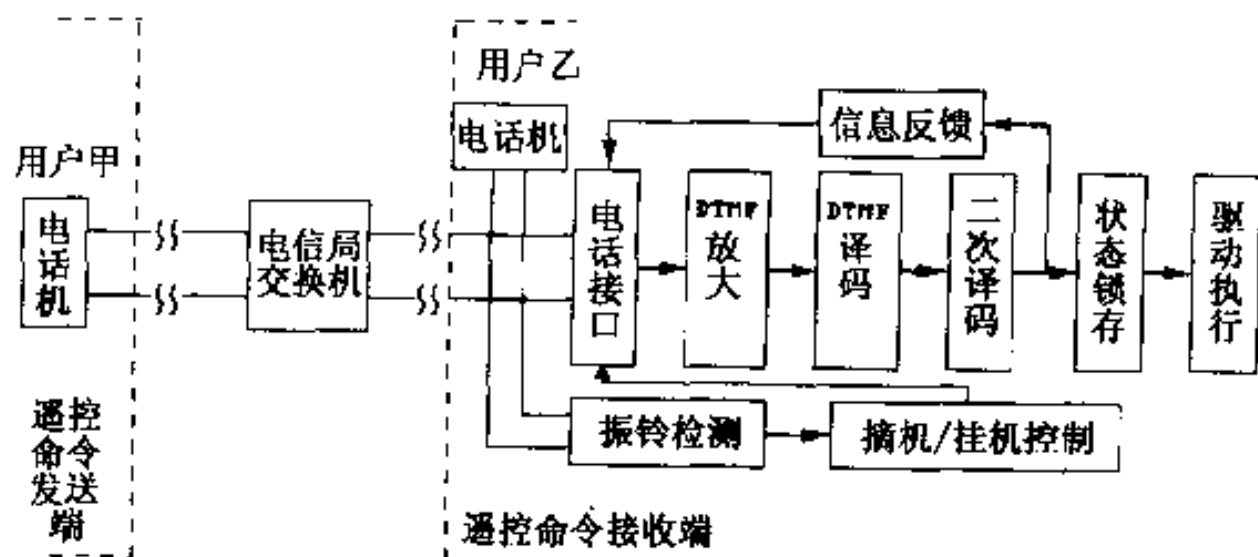 用户甲
电
话
机
遥控
命令
发送
端
电信局
交换机
用户乙
电话机
信息反馈
电
话
接
口
DTMF
放
大
DTMF
译
码
二
次
译
码
状
态
锁
存
驱
动
执
行
振铃检测
摘机/挂机控制
遥控命令接收端